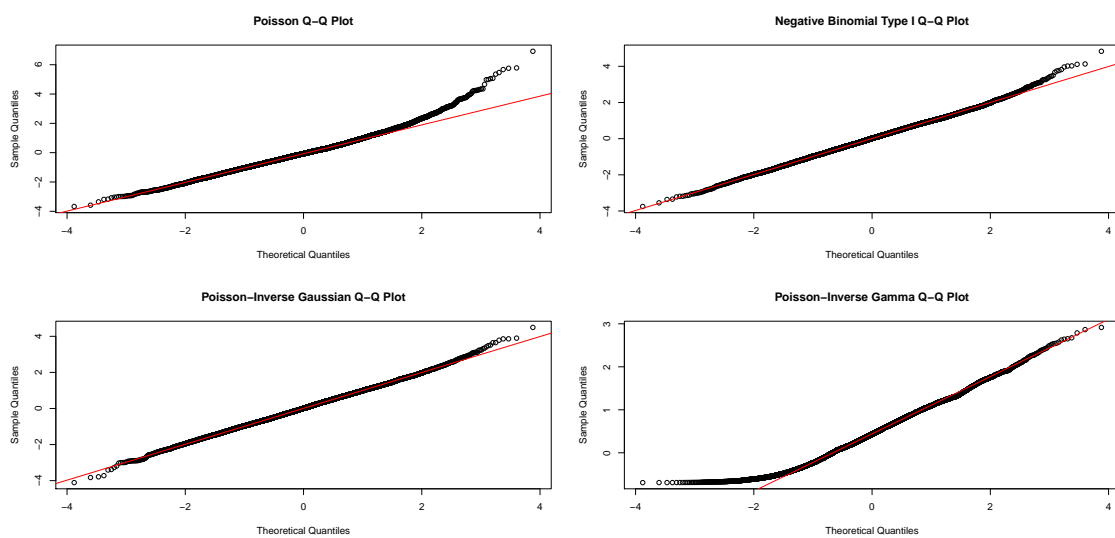 Poisson Q−Q Plot
Sample Quantiles
6
4
2
0
−2
−4
−4 −2 0 2 4
Theoretical Quantiles
Negative Binomial Type I Q−Q Plot
Sample Quantiles
4
2
0
−2
−4
−4 −2 0 2 4
Theoretical Quantiles
Poisson−Inverse Gaussian Q−Q Plot
Sample Quantiles
4
2
0
−2
−4
−4 −2 0 2 4
Theoretical Quantiles
Poisson−Inverse Gamma Q−Q Plot
Sample Quantiles
3
2
1
0
−4 −2 0 2 4
Theoretical Quantiles